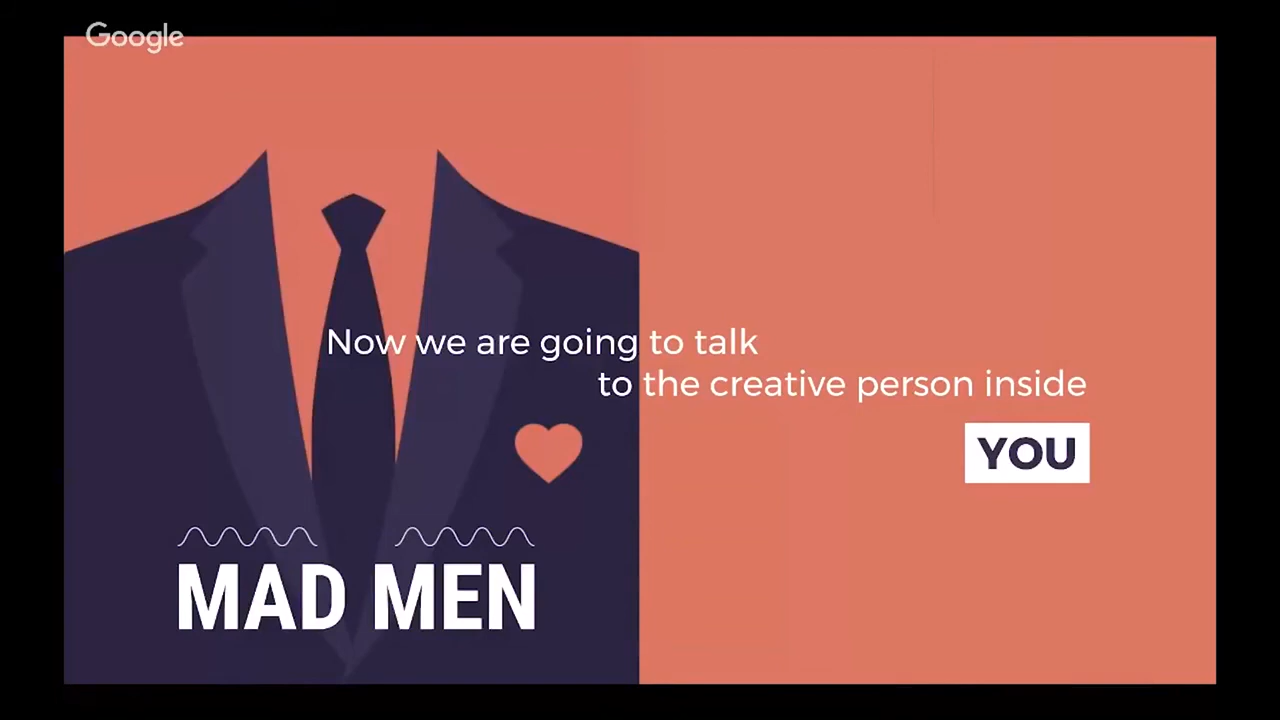 Google
Now we are going to talk
to the creative person inside
YOU
MAD MEN